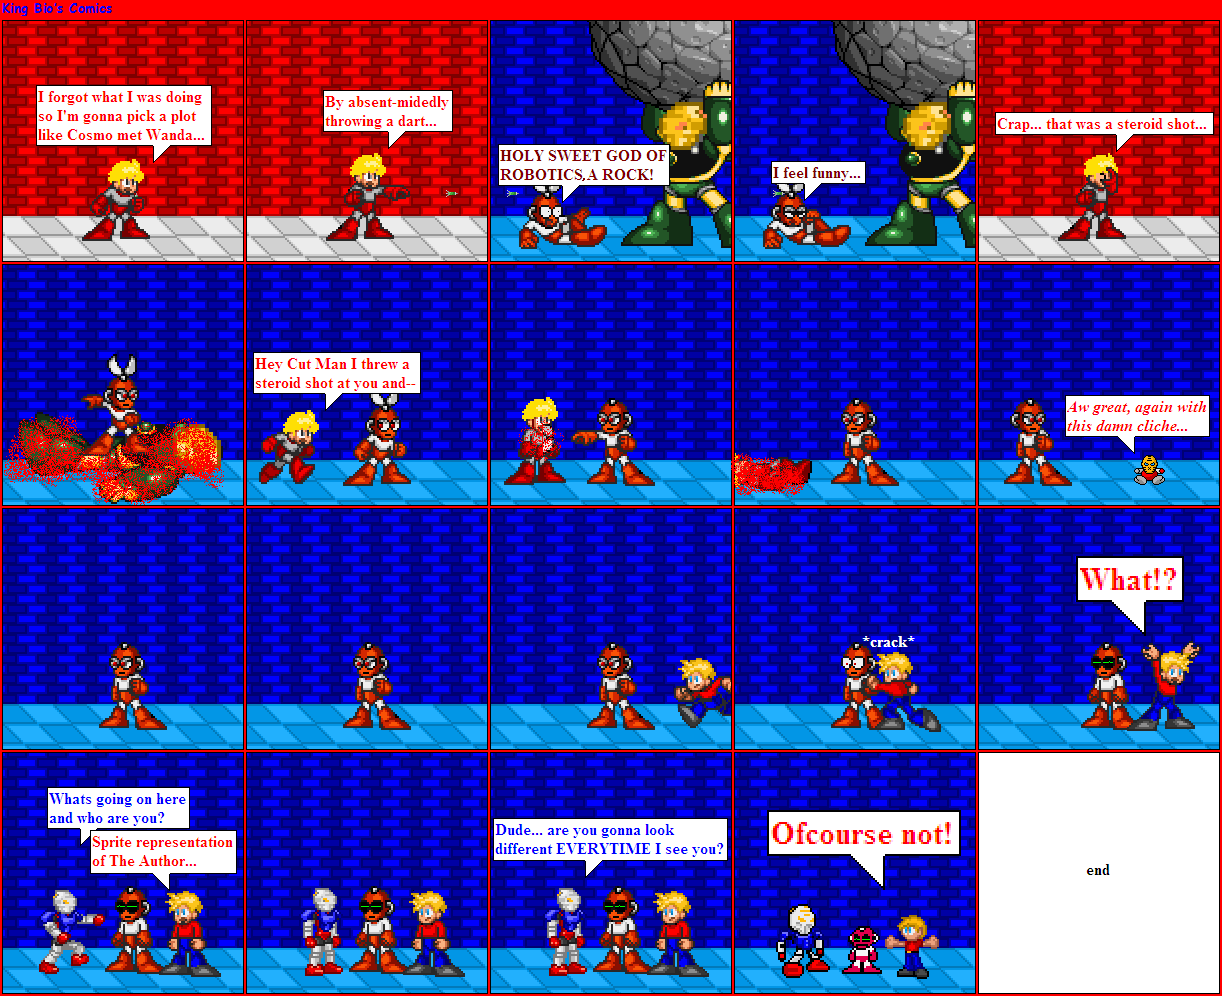 King Bio's Comics
I forgot what I was doing
so I'm gonna pick a plot
like Cosmo met Wanda...
By absent-midedly
throwing a dart...
HOLY SWEET GOD OF
ROBOTICS,A ROCK!
I feel funny...
Crap... that was a steroid shot...
Hey Cut Man I threw a
steroid shot at you and--
Aw great, again with
this damn cliche...
*crack*
What!?
Whats going on here
and who are you?
Sprite representation
of The Author...
Dude... are you gonna look
different EVERYTIME I see you?
Ofcourse not!
end